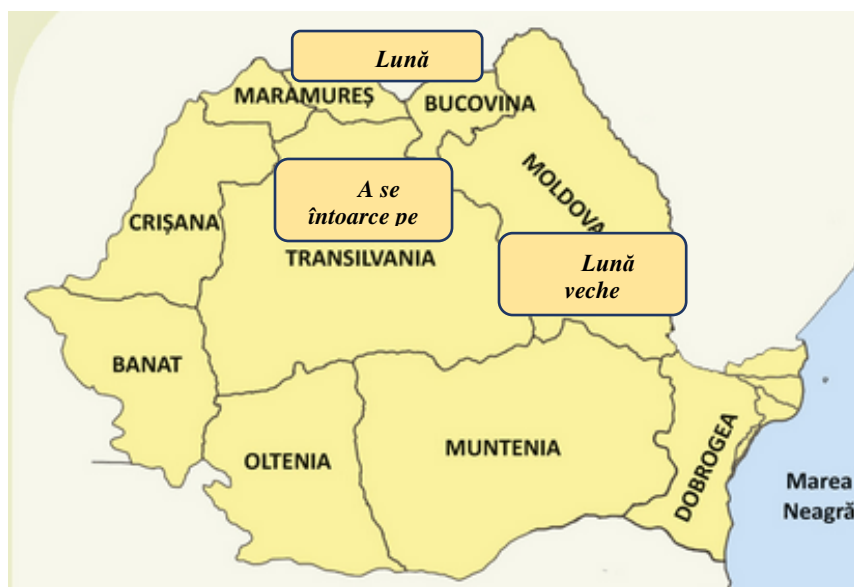 Lună
MARAMUREȘ
BUCOVINA
MOLDOVA
A se
întoarce pe
CRIȘANA
TRANSILVANIA
Lună
veche
BANAT
OLTENIA
MUNTENIA
DOBROGEA
Marea
Neagră